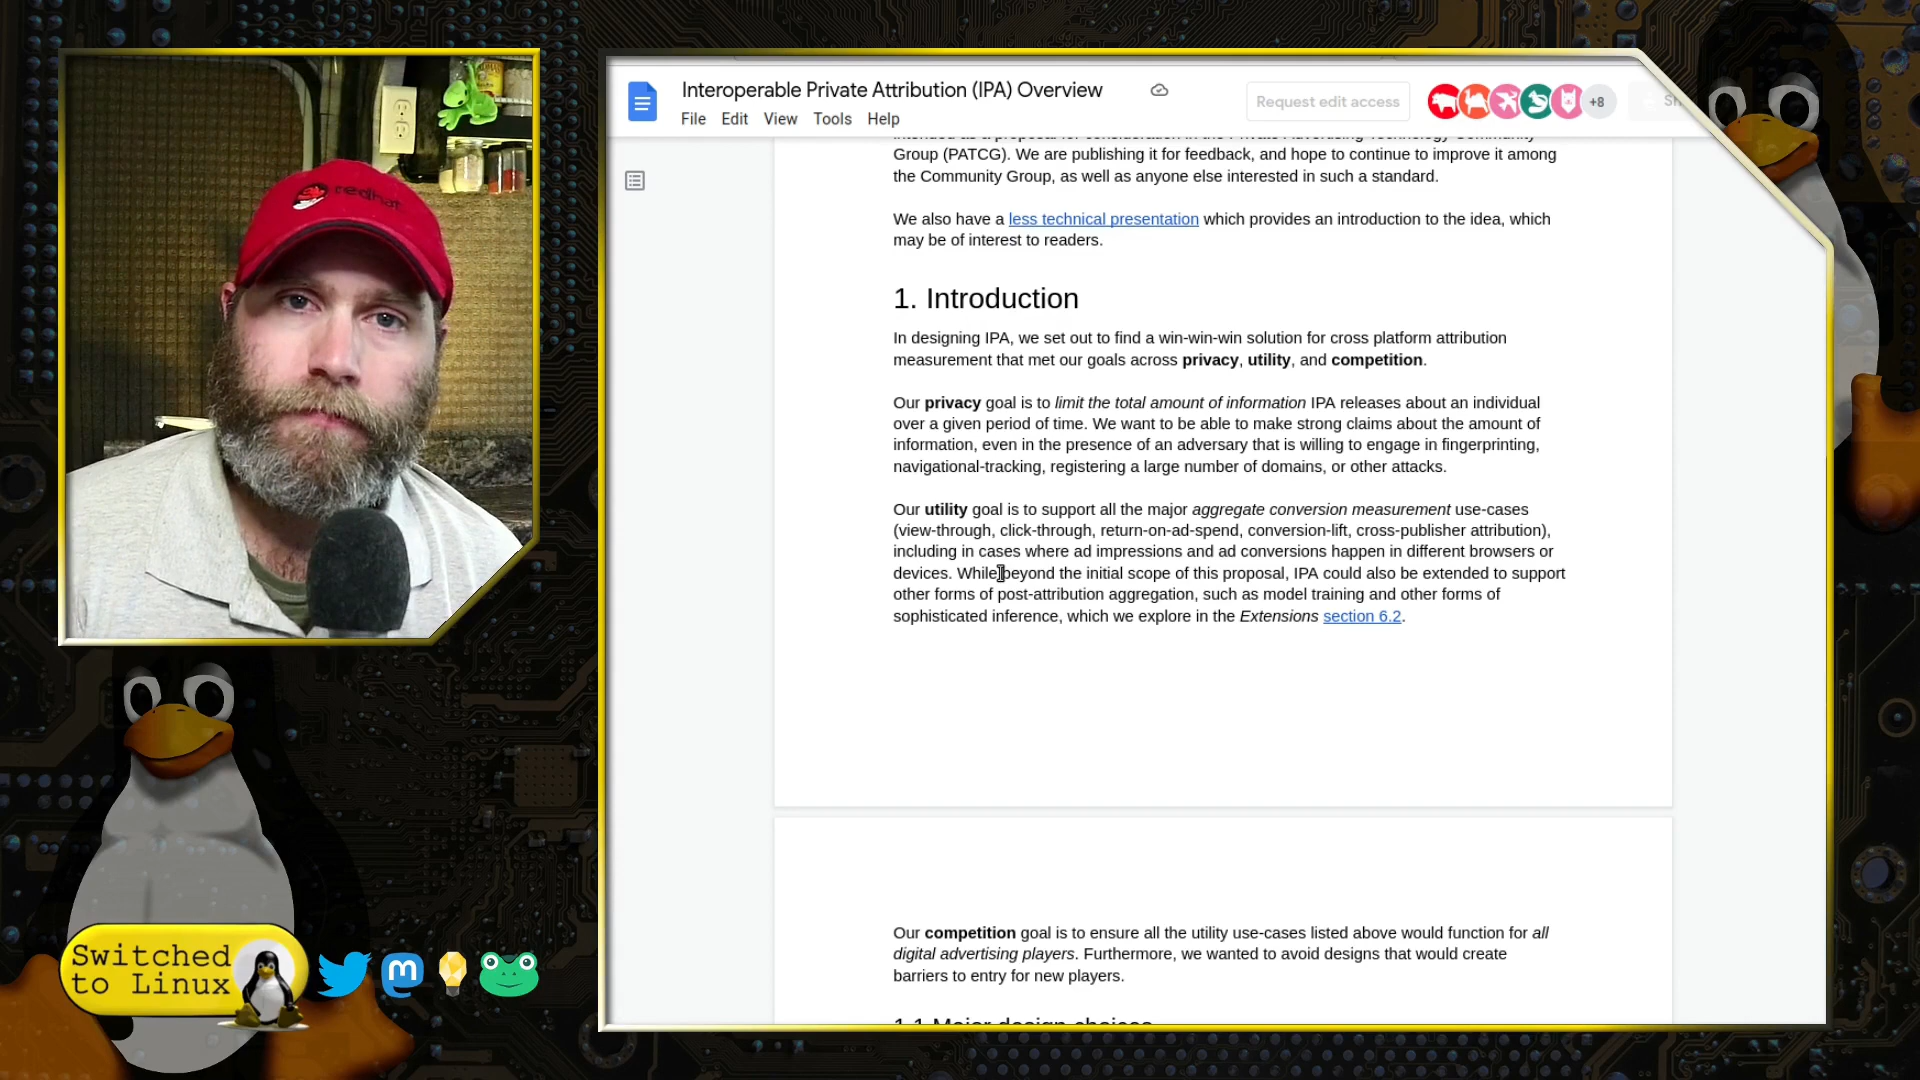 redhat
Interoperable Private Attribution (IPA) Overview
File Edit View Tools Help
Request edit access
+8
Group (PATCG). We are publishing it for feedback, and hope to continue to improve it among
the Community Group, as well as anyone else interested in such a standard.
We also have a less technical presentation which provides an introduction to the idea, which
may be of interest to readers.
1. Introduction
In designing IPA, we set out to find a win-win-win solution for cross platform attribution
measurement that met our goals across privacy, utility, and competition.
Our privacy goal is to limit the total amount of information IPA releases about an individual
over a given period of time. We want to be able to make strong claims about the amount of
information, even in the presence of an adversary that is willing to engage in fingerprinting,
navigational-tracking, registering a large number of domains, or other attacks.
Our utility goal is to support all the major aggregate conversion measurement use-cases
(view-through, click-through, return-on-ad-spend, conversion-lift, cross-publisher attribution),
including in cases where ad impressions and ad conversions happen in different browsers or
devices. While beyond the initial scope of this proposal, IPA could also be extended to support
other forms of post-attribution aggregation, such as model training and other forms of
sophisticated inference, which we explore in the Extensions section 6.2.
Our competition goal is to ensure all the utility use-cases listed above would function for all
digital advertising players. Furthermore, we wanted to avoid designs that would create
barriers to entry for new players.
1.1 Major design choices
Switched
to Linux